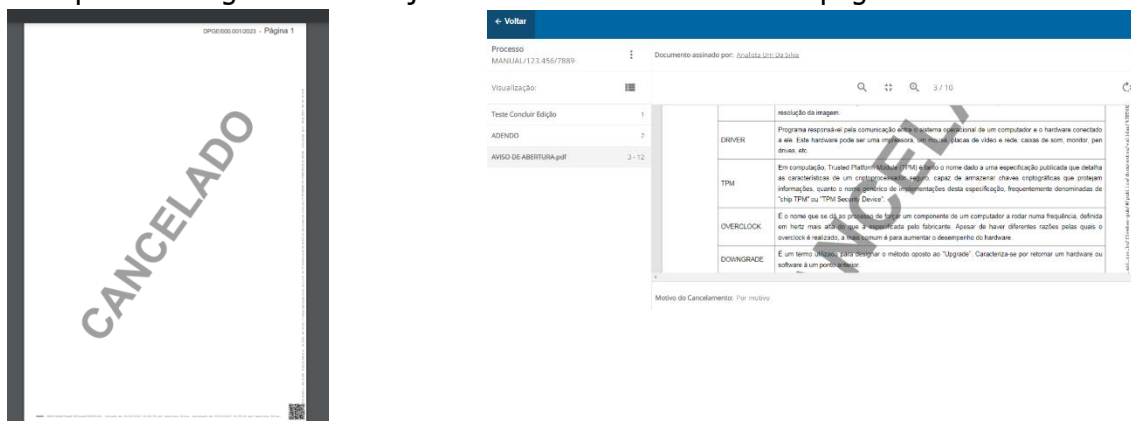 DPGE/000.001/2023 - Página 1
CANCELADO
← Voltar
Processo
MANUAL/123.456/7889
Documento assinado por: Analista Um Da Silva
Visualização:
3 / 10
Teste Concluir Edição 1
ADENDO 2
AVISO DE ABERTURA.pdf 3 - 12
resolução da imagem.
DRIVER
Programa responsável pela comunicação entre o sistema operacional de um computador e o hardware conectado
a ele. Este hardware pode ser uma impressora, um mouse, placas de vídeo e rede, caixas de som, monitor, pen
drives, etc.
TPM
Em computação, Trusted Platform Module (TPM) é tanto o nome dado a uma especificação publicada que detalha
as características de um criptoprocessador seguro, capaz de armazenar chaves criptográficas que protejam
informações, quanto o nome genérico de implementações desta especificação, frequentemente denominadas de
"chip TPM" ou "TPM Security Device".
OVERCLOCK
É o nome que se dá ao processo de forçar um componente de um computador a rodar numa frequência, definida
em hertz mais alta do que a especificada pelo fabricante. Apesar de haver diferentes razões pelas quais o
overclock é realizado, a mais comum é para aumentar o desempenho do hardware.
DOWNGRADE
É um termo utilizado para designar o método oposto ao "Upgrade". Caracteriza-se por retornar um hardware ou
software à um ponto anterior.
NCEL
Motivo do Cancelamento: Por motivo